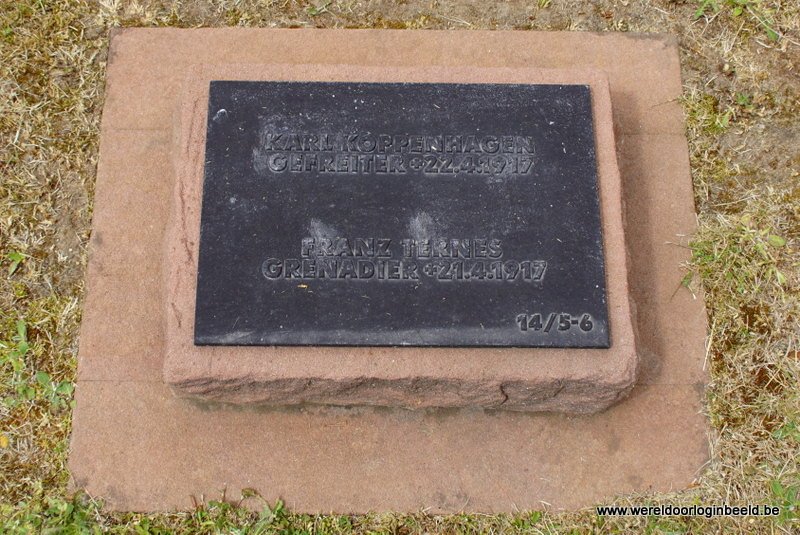 KARL KOPPENHAGEN
GEFREITER +22.4.1917
FRANZ TERNES
GRENADIER +21.4.1917
14/5-6
www.wereldoorloginbeeld.be